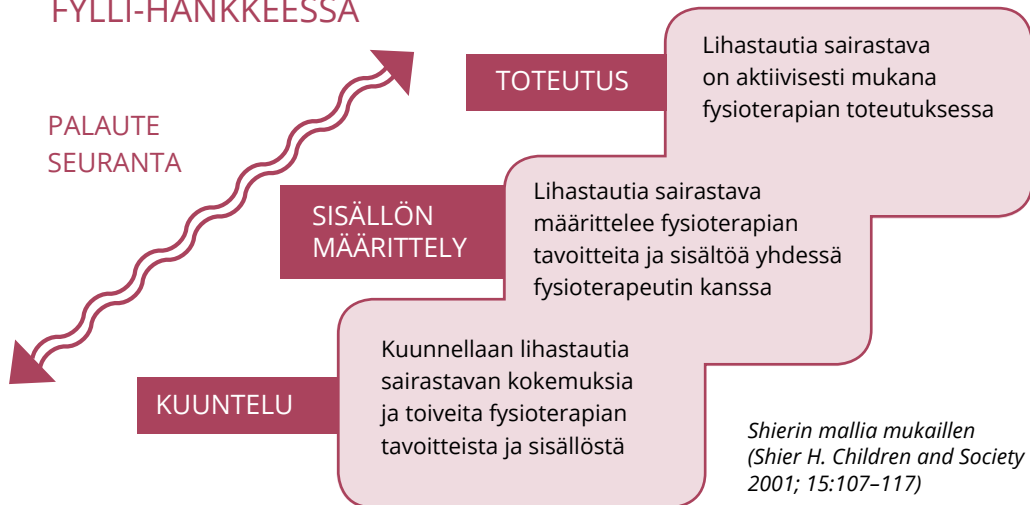 FYLLI-HANKKEESSA
PALAUTE
SEURANTA
TOTEUTUS
Lihastautia sairastava
on aktiivisesti mukana
fysioterapian toteutuksessa
SISÄLLÖN
MÄÄRITTELY
Lihastautia sairastava
määrittelee fysioterapian
tavoitteita ja sisältöä yhdessä
fysioterapeutin kanssa
KUUNTELU
Kuunnellaan lihastautia
sairastavan kokemuksia
ja toiveita fysioterapian
tavoitteista ja sisällöstä
Shierin mallia mukaillen
(Shier H. Children and Society
2001; 15:107–117)